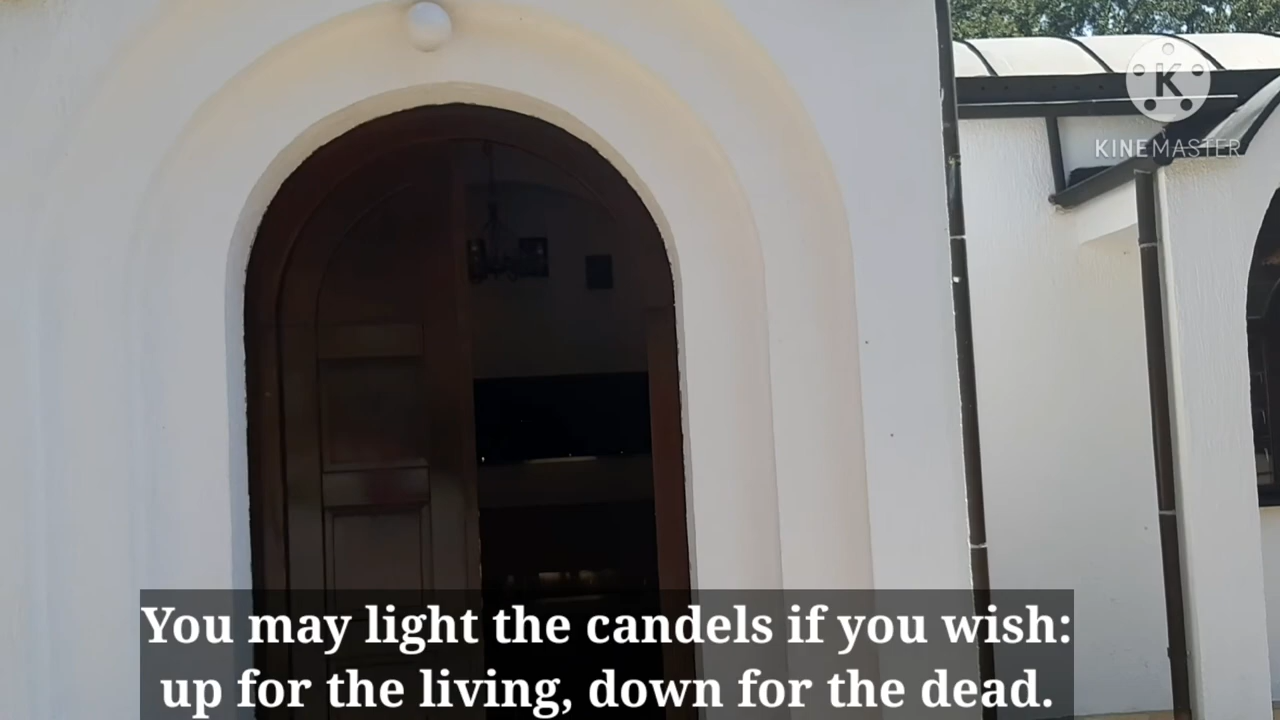 K
KINEMASTER
You may light the candels if you wish:
up for the living, down for the dead.